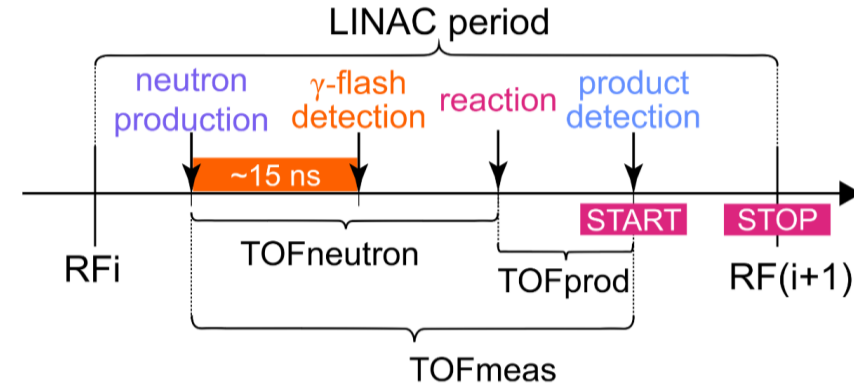 LINAC period
neutron
production
γ-flash
detection
reaction
product
detection
~15 ns
START
STOP
TOFneutron
RFi
TOFprod
RF(i+1)
TOFmeas